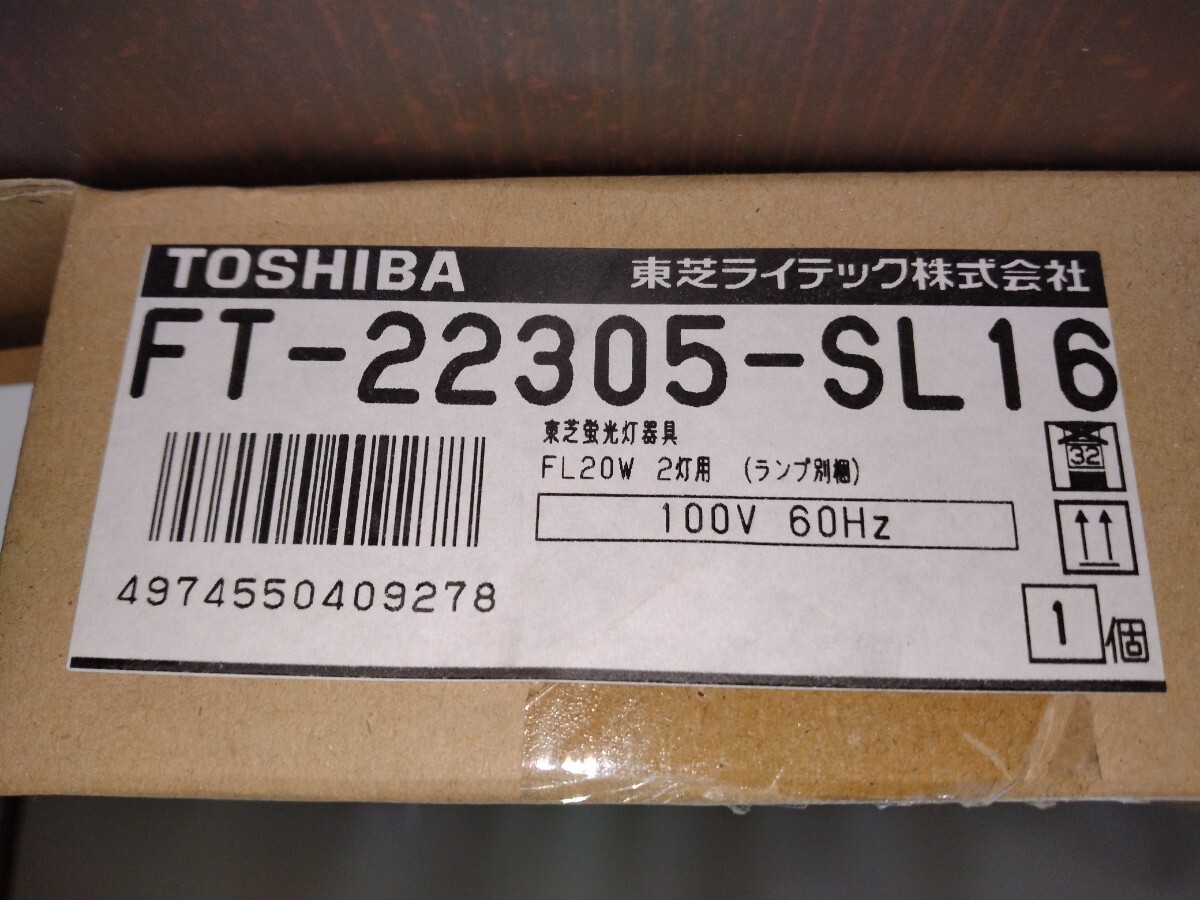 TOSHIBA 東芝ライテック株式会社
FT-22305-SL16
東芝蛍光灯器具
FL20W 2灯用 (ランプ別梱)
100V 60Hz
32
4974550409278
1個